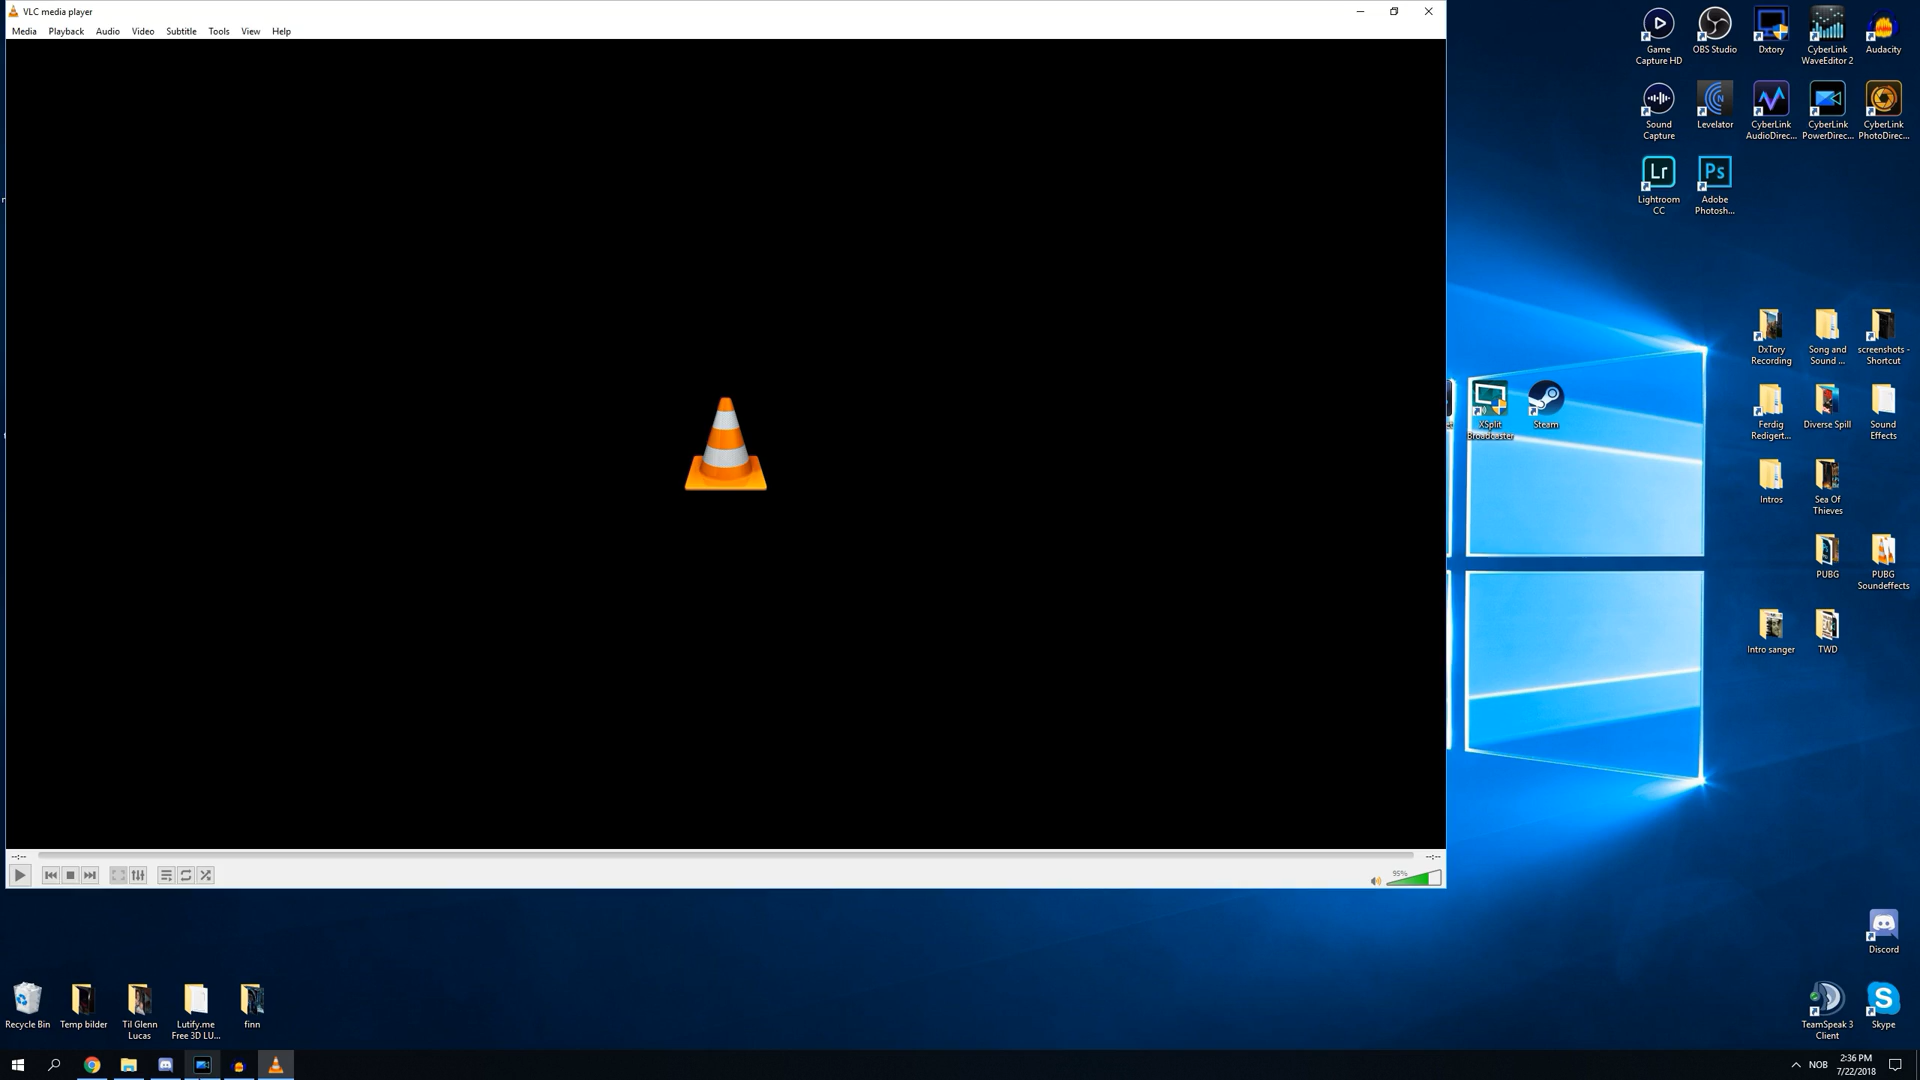 VLC media player
Media Playback Audio Video Subtitle Tools View Help
--:--
--:--
95%
Game
Capture HD
OBS Studio
Dxtory
CyberLink
WaveEditor 2
Audacity
Sound
Capture
Levelator
CyberLink
AudioDirec...
CyberLink
PowerDirec...
CyberLink
PhotoDirec...
Lr
Lightroom
CC
Ps
Adobe
Photosh...
DxTory
Recording
Song and
Sound ...
screenshots -
Shortcut
XSplit
Broadcaster
Steam
Ferdig
Redigert...
Diverse Spill
Sound
Effects
Intros
Sea Of
Thieves
PUBG
PUBG
Soundeffects
Intro sanger
TWD
Discord
Recycle Bin
Temp bilder
Til Glenn
Lucas
Lutify.me
Free 3D LU...
finn
TeamSpeak 3
Client
Skype
NOB
2:36 PM
7/22/2018